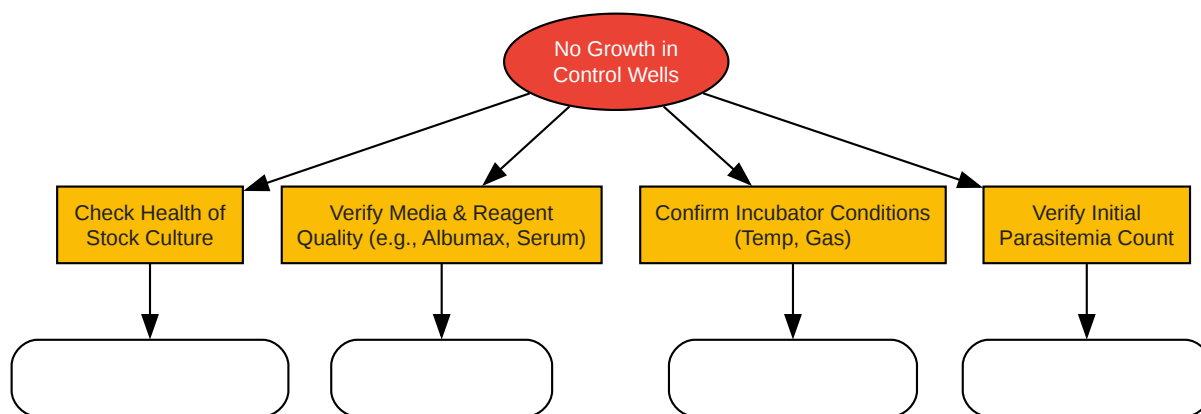 No Growth in
Control Wells
Check Health of
Stock Culture
Verify Media & Reagent
Quality (e.g., Albumax, Serum)
Confirm Incubator Conditions
(Temp, Gas)
Verify Initial
Parasitemia Count